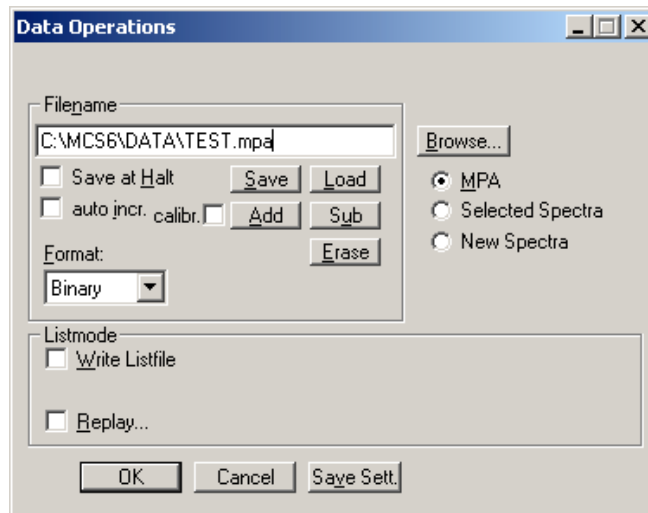 Data Operations
Filename
C:\MCS6\DATA\TEST.mpa
Browse...
Save at Halt
Save
Load
MPA
auto incr.
calibr.
Add
Sub
Selected Spectra
New Spectra
Format:
Erase
Binary
Listmode
Write Listfile
Replay...
OK
Cancel
Save Sett.